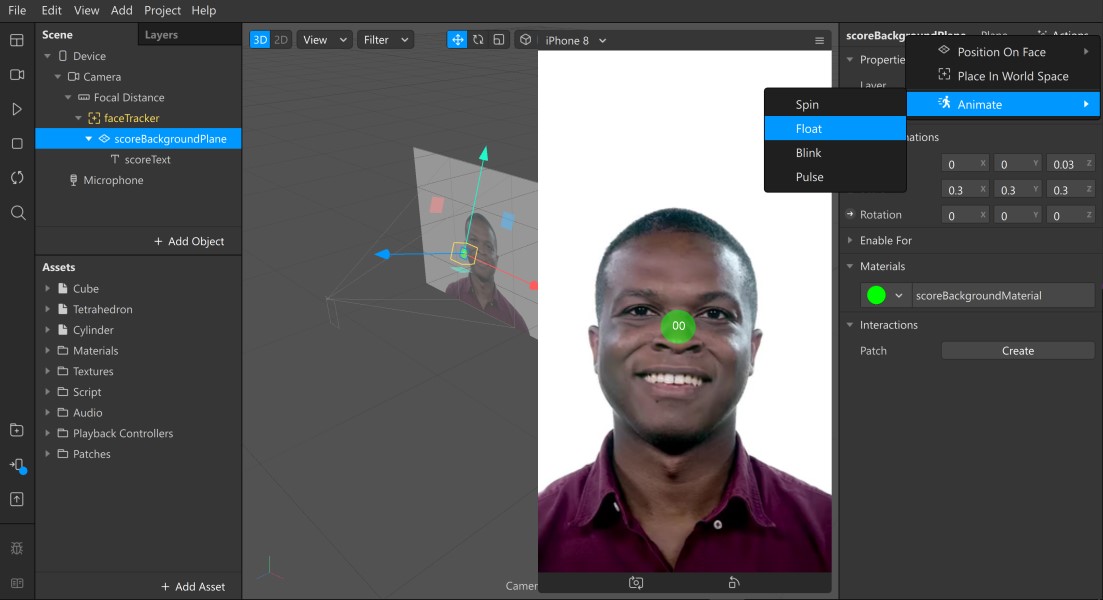 File Edit View Add Project Help
Scene
Layers
Device
Camera
Focal Distance
faceTracker
scoreBackgroundPlane
scoreText
Microphone
+ Add Object
Assets
Cube
Tetrahedron
Cylinder
Materials
Textures
Script
Audio
Playback Controllers
Patches
+ Add Asset
3D 2D View Filter
iPhone 8
00
Camer
scoreBackgroundPlane Plane Actions
Propertie
Layer
Position On Face
Place In World Space
Animate
Spin
Float
Blink
Pulse
nations
0 X 0 Y 0.03 Z
0.3 X 0.3 Y 0.3 Z
Rotation 0 X 0 Y 0 Z
Enable For
Materials
scoreBackgroundMaterial
Interactions
Patch Create